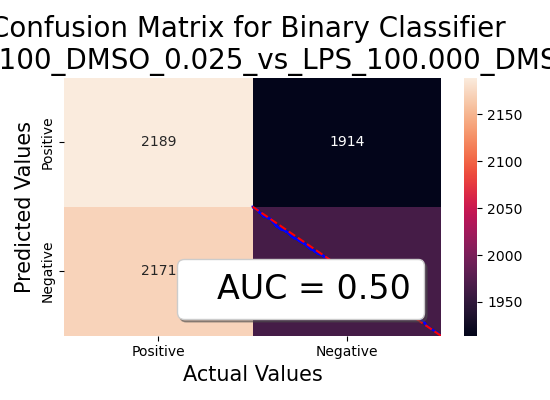 Confusion Matrix for Binary Classifier
100_DMSO_0.025_vs_LPS_100.000_DMS
Predicted Values
Positive
Negative
2189
1914
2171
AUC = 0.50
Positive
Negative
Actual Values
2150
2100
2050
2000
1950